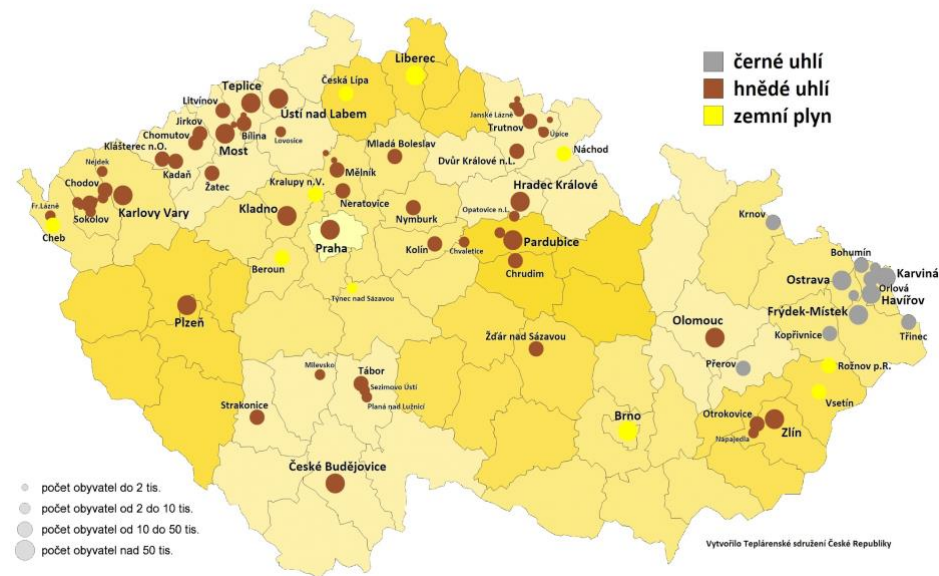 černé uhlí
hnědé uhlí
zemní plyn
Liberec
Česká Lípa
Teplice
Litvínov
Ústí nad Labem
Jirkov
Bílina
Lovosice
Chomutov
Most
Klášterec n.O.
Kadaň
Žatec
Nejdek
Chodov
Karlovy Vary
Sokolov
Fr.Lázně
Cheb
Mladá Boleslav
Mělník
Kralupy n.V.
Neratovice
Kladno
Praha
Nymburk
Kolín
Chvaletice
Beroun
Týnec nad Sázavou
Janské Lázně
Trutnov
Úpice
Dvůr Králové n.L.
Náchod
Hradec Králové
Opatovice n.L.
Pardubice
Chrudim
Krnov
Bohumín
Ostrava
Karviná
Orlová
Havířov
Frýdek-Místek
Kopřivnice
Třinec
Olomouc
Přerov
Rožnov p.R.
Vsetín
Plzeň
Žďár nad Sázavou
Milevsko
Tábor
Sezimovo Ústí
Planá nad Lužnicí
Strakonice
České Budějovice
Brno
Otrokovice
Zlín
Napajedla
počet obyvatel do 2 tis.
počet obyvatel od 2 do 10 tis.
počet obyvatel od 10 do 50 tis.
počet obyvatel nad 50 tis.
Vytvořilo Teplárenské sdružení České Republiky